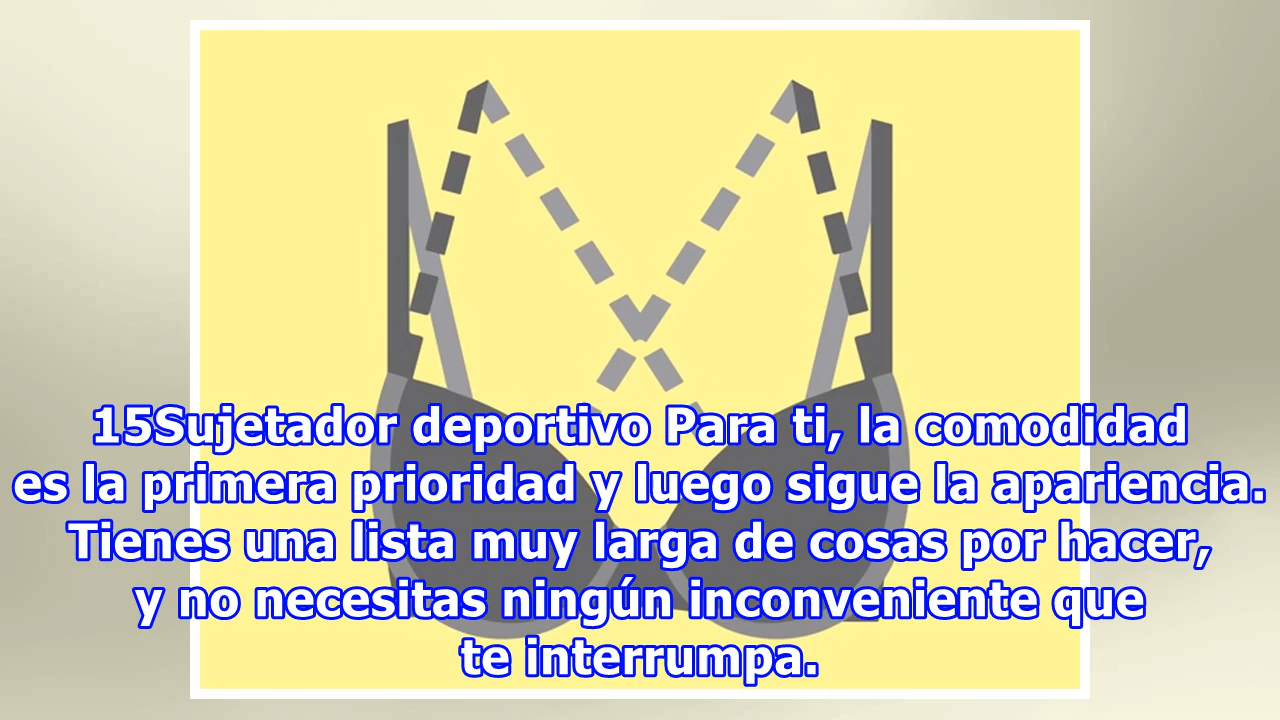 15Sujetador deportivo Para ti, la comodidad
es la primera prioridad y luego sigue la apariencia.
Tienes una lista muy larga de cosas por hacer,
y no necesitas ningún inconveniente que
te interrumpa.